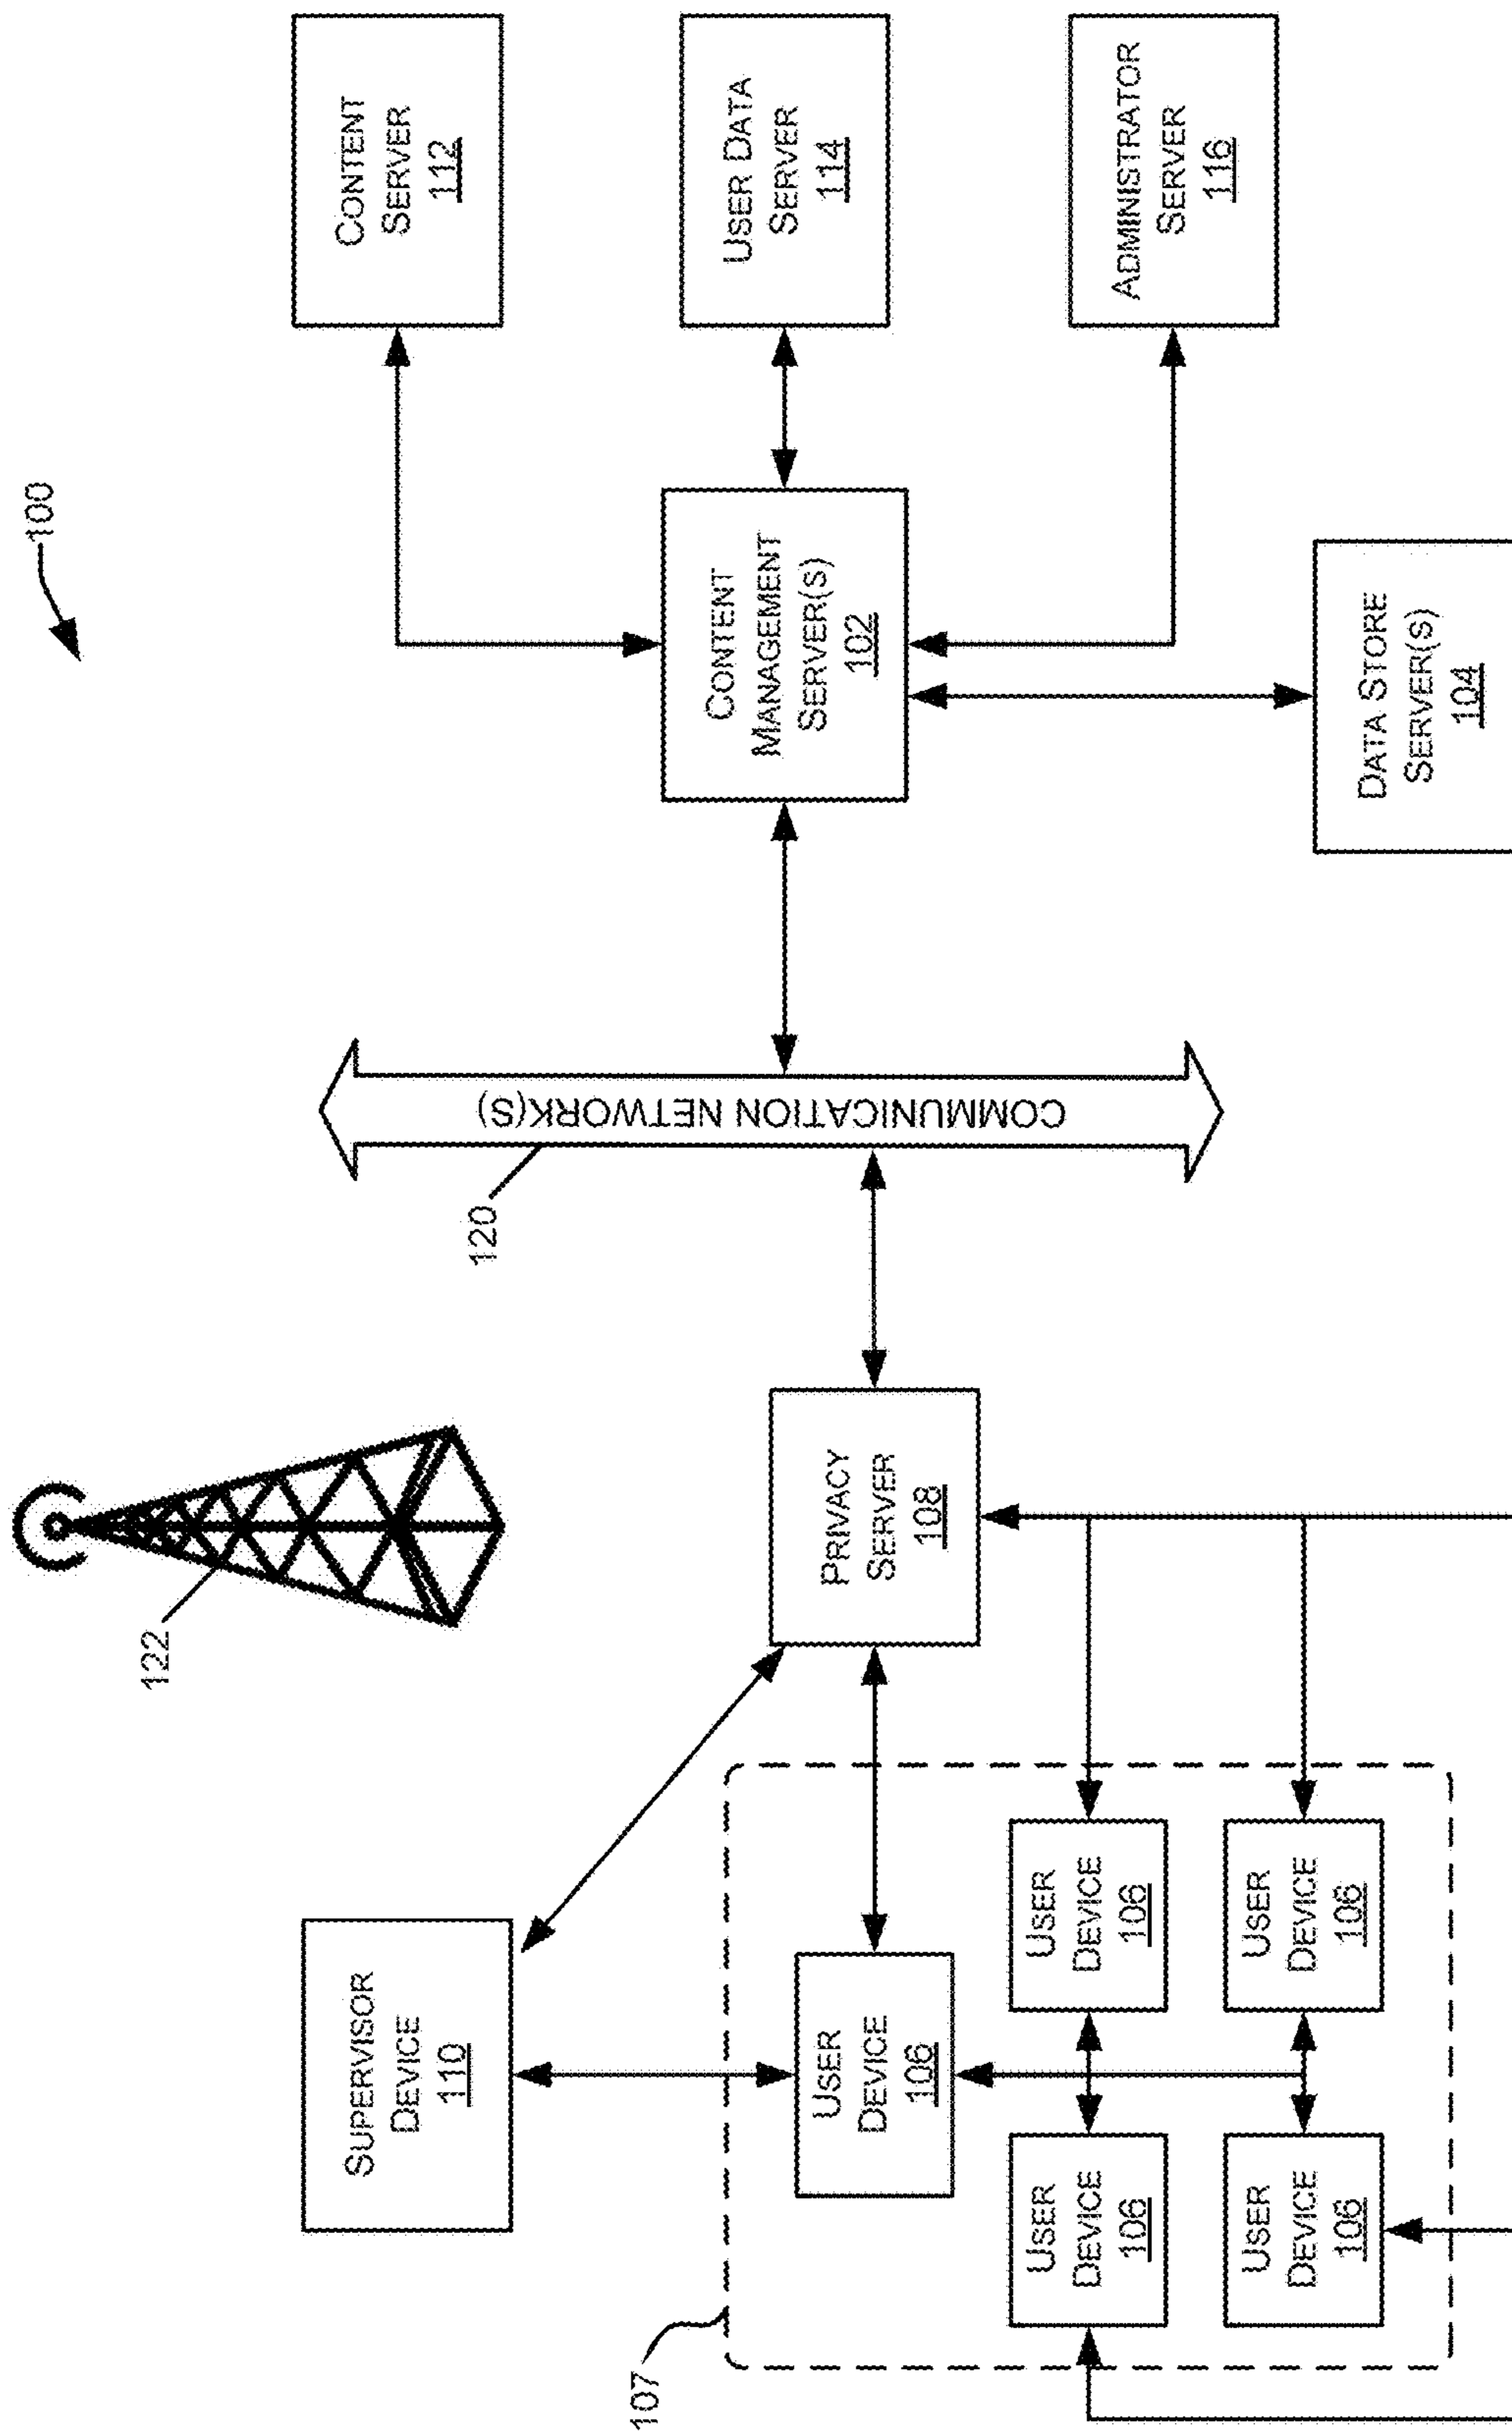 100
CONTENT
SERVER
112
USER DATA
SERVER
114
ADMINISTRATOR
SERVER
116
CONTENT
MANAGEMENT
SERVER(S)
102
DATA STORE
SERVER(S)
104
COMMUNICATION NETWORK(S)
120
122
PRIVACY
SERVER
108
SUPERVISOR
DEVICE
110
107
USER
DEVICE
106
USER
DEVICE
106
USER
DEVICE
106
USER
DEVICE
106
USER
DEVICE
106